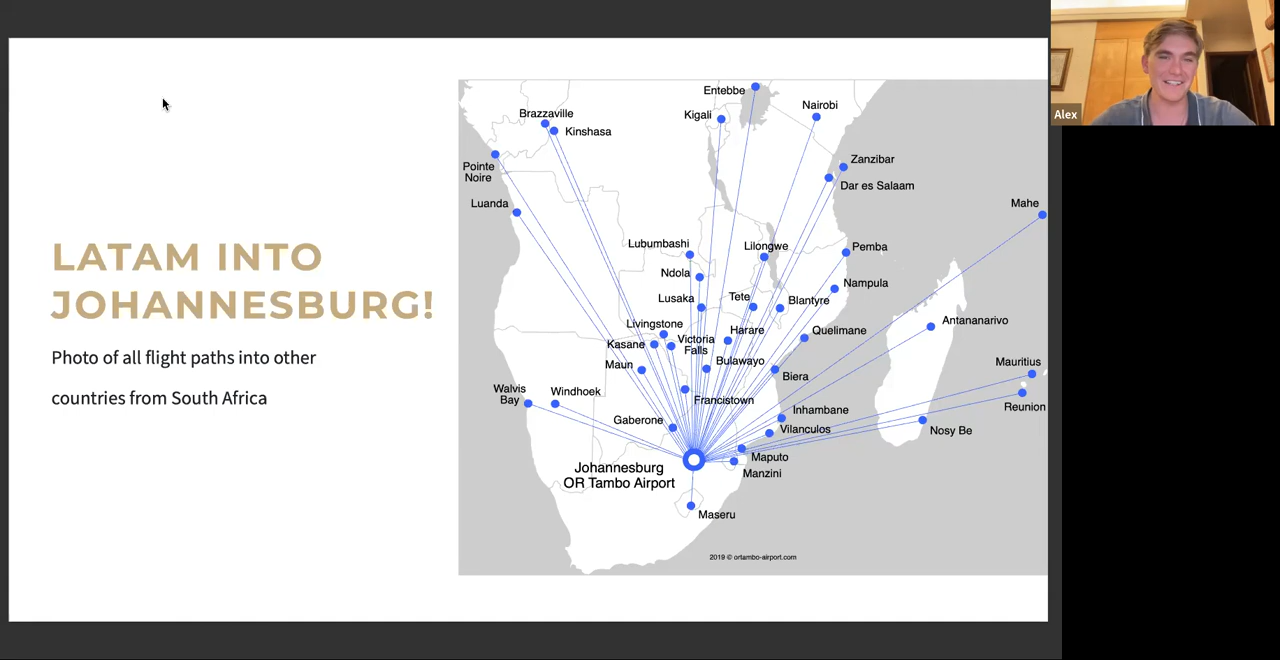 Alex
LATAM INTO
JOHANNESBURG!
Photo of all flight paths into other
countries from South Africa
Entebbe
Kigali
Nairobi
Brazzaville
Kinshasa
Pointe
Noire
Zanzibar
Dar es Salaam
Luanda
Mahe
Lubumbashi
Lilongwe
Pemba
Ndola
Nampula
Lusaka
Tete
Blantyre
Livingstone
Harare
Quelimane
Antananarivo
Kasane
Victoria
Falls
Maun
Bulawayo
Biera
Mauritius
Walvis
Bay
Windhoek
Francistown
Reunion
Gaberone
Inhambane
Vilanculos
Nosy Be
Johannesburg
OR Tambo Airport
Maputo
Manzini
Maseru
2019 © ortambo-airport.com